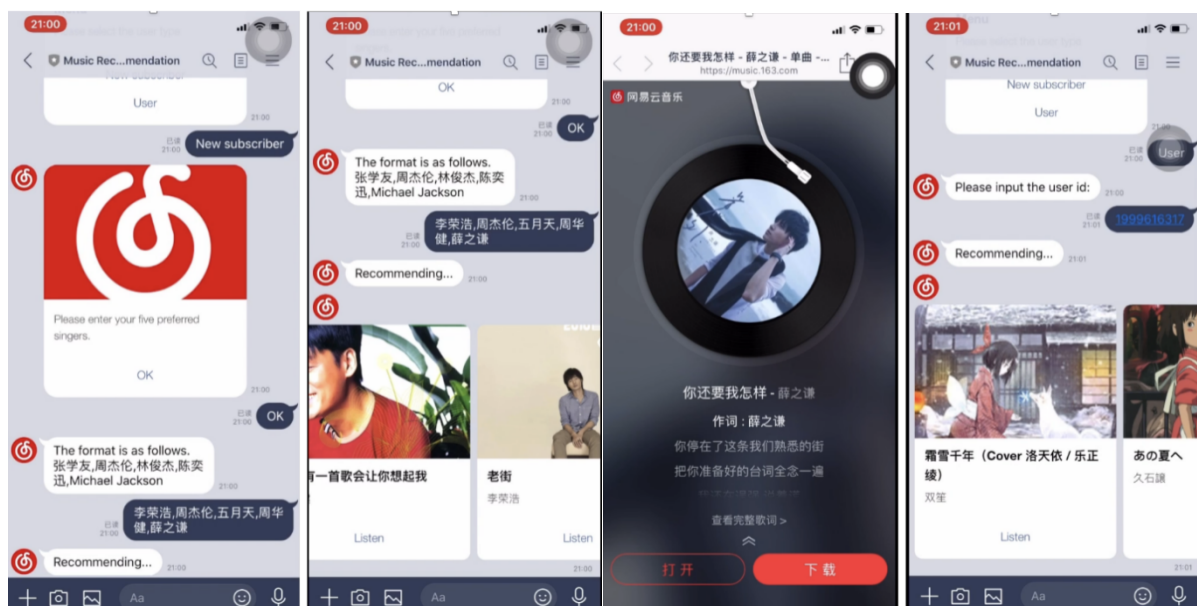 21:00
Music Rec...mendation
User
21:00
已读
21:00
New subscriber
Please enter your five preferred
singers.
OK
21:00
已读
21:00
OK
The format is as follows.
张学友,周杰伦,林俊杰,陈奕
迅,Michael Jackson
21:00
已读
21:00
李荣浩,周杰伦,五月天,周华
健,薛之谦
Recommending...
21:00
Aa
21:00
Music Rec...mendation
OK
21:00
已读
21:00
OK
The format is as follows.
张学友,周杰伦,林俊杰,陈奕
迅,Michael Jackson
21:00
已读
21:00
李荣浩,周杰伦,五月天,周华
健,薛之谦
Recommending...
21:00
有一首歌会让你想起我
Listen
老街
李荣浩
Listen
21:00
Aa
21:00
你还要我怎样 - 薛之谦 - 单曲 -...
https://music.163.com
网易云音乐
你还要我怎样 - 薛之谦
作词 : 薛之谦
你停在了这条我们熟悉的街
把你准备好的台词全念一遍
查看完整歌词 >
打开
下载
21:01
Music Rec...mendation
New subscriber
User
21:00
已读
21:00
User
Please input the user id:
21:00
已读
21:01
1999616317
Recommending...
21:01
霜雪千年（Cover 洛天依 / 乐正
绫）
双笙
Listen
あの夏へ
久石譲
21:01
Aa